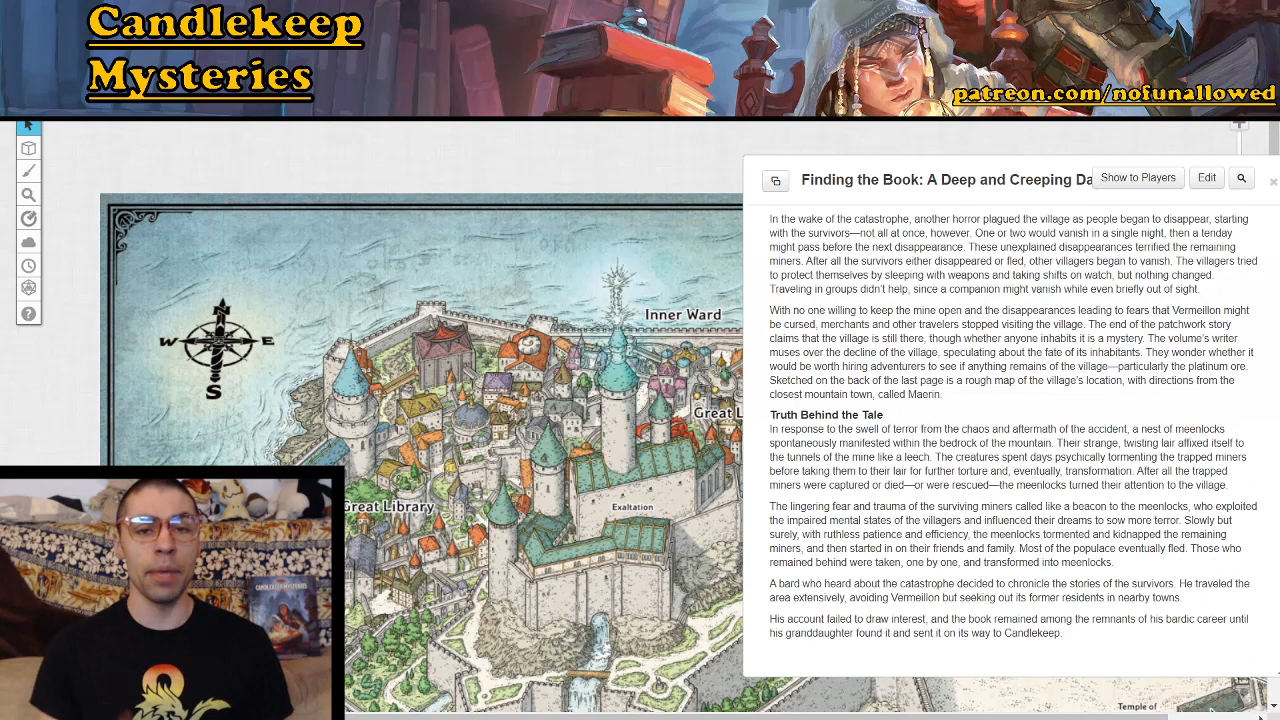 Candlekeep
Mysteries
patreon.com/nofunallowed
Finding the Book: A Deep and Creeping Da
Show to Players
Edit
In the wake of the catastrophe, another horror plagued the village as people began to disappear, starting
with the survivors—not all at once, however. One or two would vanish in a single night, then a tenday
might pass before the next disappearance. These unexplained disappearances terrified the remaining
miners. After all the survivors either disappeared or fled, other villagers began to vanish. The villagers tried
to protect themselves by sleeping with weapons and taking shifts on watch, but nothing changed.
Traveling in groups didn't help, since a companion might vanish while even briefly out of sight.
With no one willing to keep the mine open and the disappearances leading to fears that Vermeillon might
be cursed, merchants and other travelers stopped visiting the village. The end of the patchwork story
claims that the village is still there, though whether anyone inhabits it is a mystery. The volume's writer
muses over the decline of the village, speculating about the fate of its inhabitants. They wonder whether it
would be worth hiring adventurers to see if anything remains of the village—particularly the platinum ore.
Sketched on the back of the last page is a rough map of the village's location, with directions from the
closest mountain town, called Maerin.
Truth Behind the Tale
In response to the swell of terror from the chaos and aftermath of the accident, a nest of meenlocks
spontaneously manifested within the bedrock of the mountain. Their strange, twisting lair affixed itself to
the tunnels of the mine like a leech. The creatures spent days psychically tormenting the trapped miners
before taking them to their lair for further torture and, eventually, transformation. After all the trapped
miners were captured or died—or were rescued—the meenlocks turned their attention to the village.
The lingering fear and trauma of the surviving miners called like a beacon to the meenlocks, who exploited
the impaired mental states of the villagers and influenced their dreams to sow more terror. Slowly but
surely, with ruthless patience and efficiency, the meenlocks tormented and kidnapped the remaining
miners, and then started in on their friends and family. Most of the populace eventually fled. Those who
remained behind were taken, one by one, and transformed into meenlocks.
A bard who heard about the catastrophe decided to chronicle the stories of the survivors. He traveled the
area extensively, avoiding Vermeillon but seeking out its former residents in nearby towns.
His account failed to draw interest, and the book remained among the remnants of his bardic career until
his granddaughter found it and sent it on its way to Candlekeep.
N
W E
S
Inner Ward
Great L
Great Library
Exaltation
Temple of
CANDLEKEEP
MYSTERIES